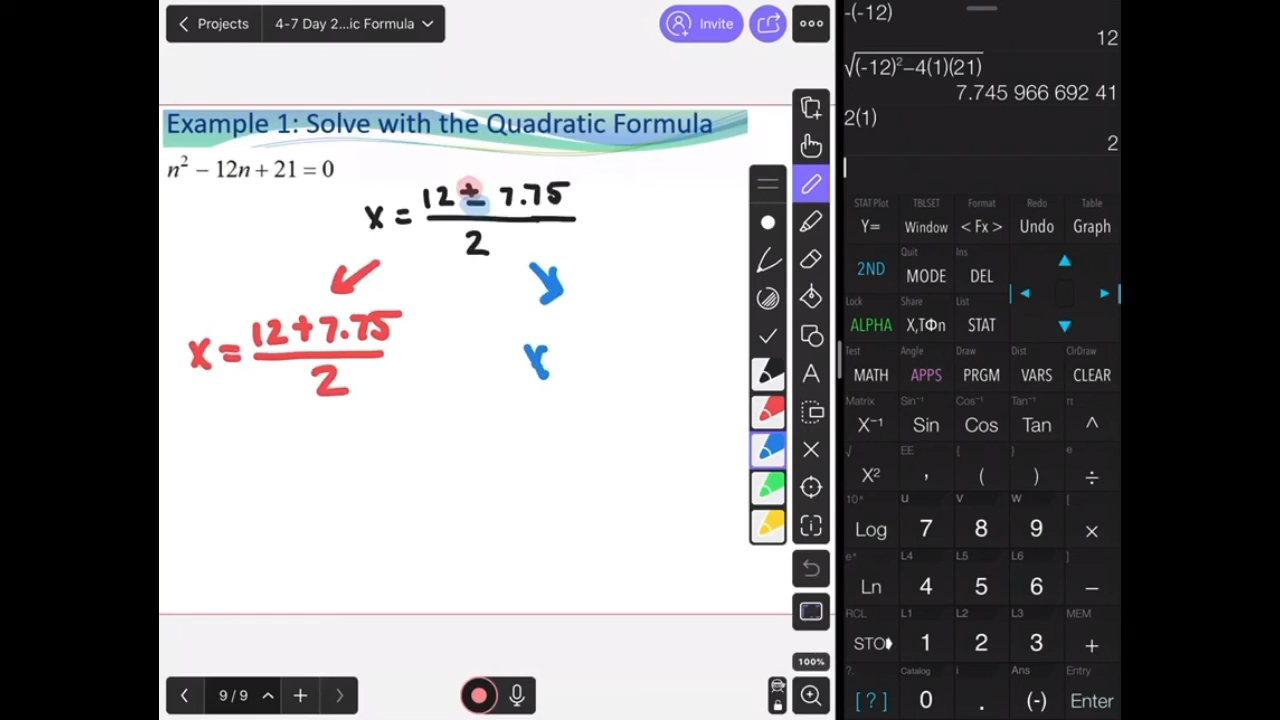 Projects
4-7 Day 2...ic Formula
Invite
Example 1: Solve with the Quadratic Formula
n² − 12n + 21 = 0
x = 12 ± 7.75
2
x = 12 + 7.75
2
x
100%
9 / 9
-(-12)
12
√(-12)²−4(1)(21)
7.745 966 692 41
2(1)
2
STAT Plot TBLSET Format Redo Table
Y= Window < Fx > Undo Graph
Quit Ins
2ND MODE DEL
Lock Share List
ALPHA X,TΦn STAT
Test Angle Draw Dist ClrDraw
MATH APPS PRGM VARS CLEAR
Matrix Sin⁻¹ Cos⁻¹ Tan⁻¹ π
X⁻¹ Sin Cos Tan ^
√ EE { } e
X² , ( ) ÷
10ˣ u v w [
Log 7 8 9 ×
eˣ L4 L5 L6 ]
Ln 4 5 6 −
RCL L1 L2 L3 MEM
STO 1 2 3 +
?. Catalog i Ans Entry
[ ? ] 0 . (-) Enter